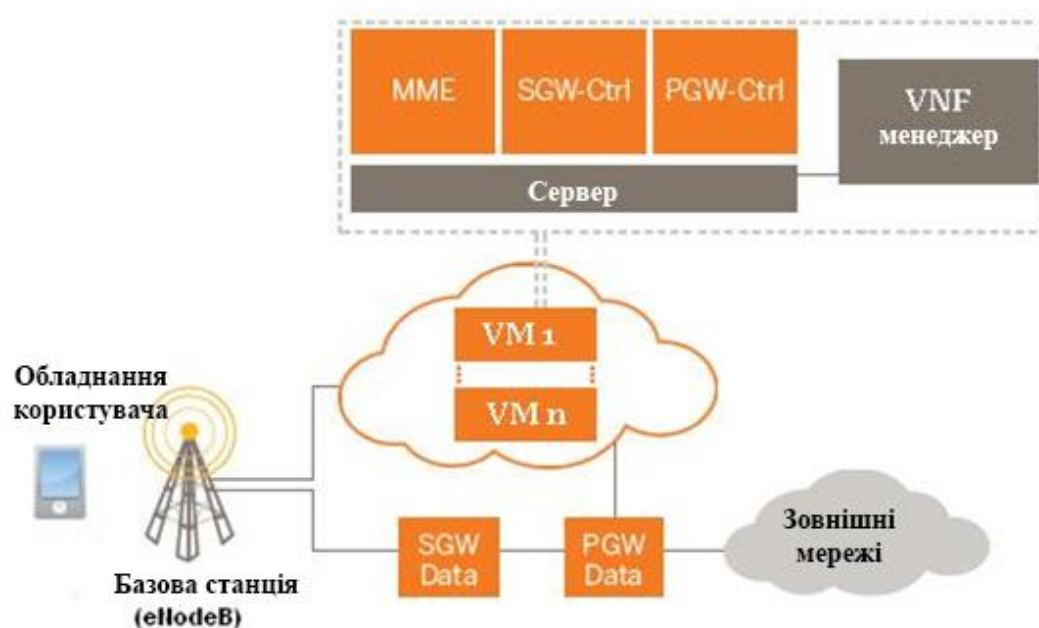 MME
SGW-Ctrl
PGW-Ctrl
VNF
менеджер
Сервер
VM 1
VM n
Обладнання
користувача
Базова станція
(eNodeB)
SGW
Data
PGW
Data
Зовнішні
мережі